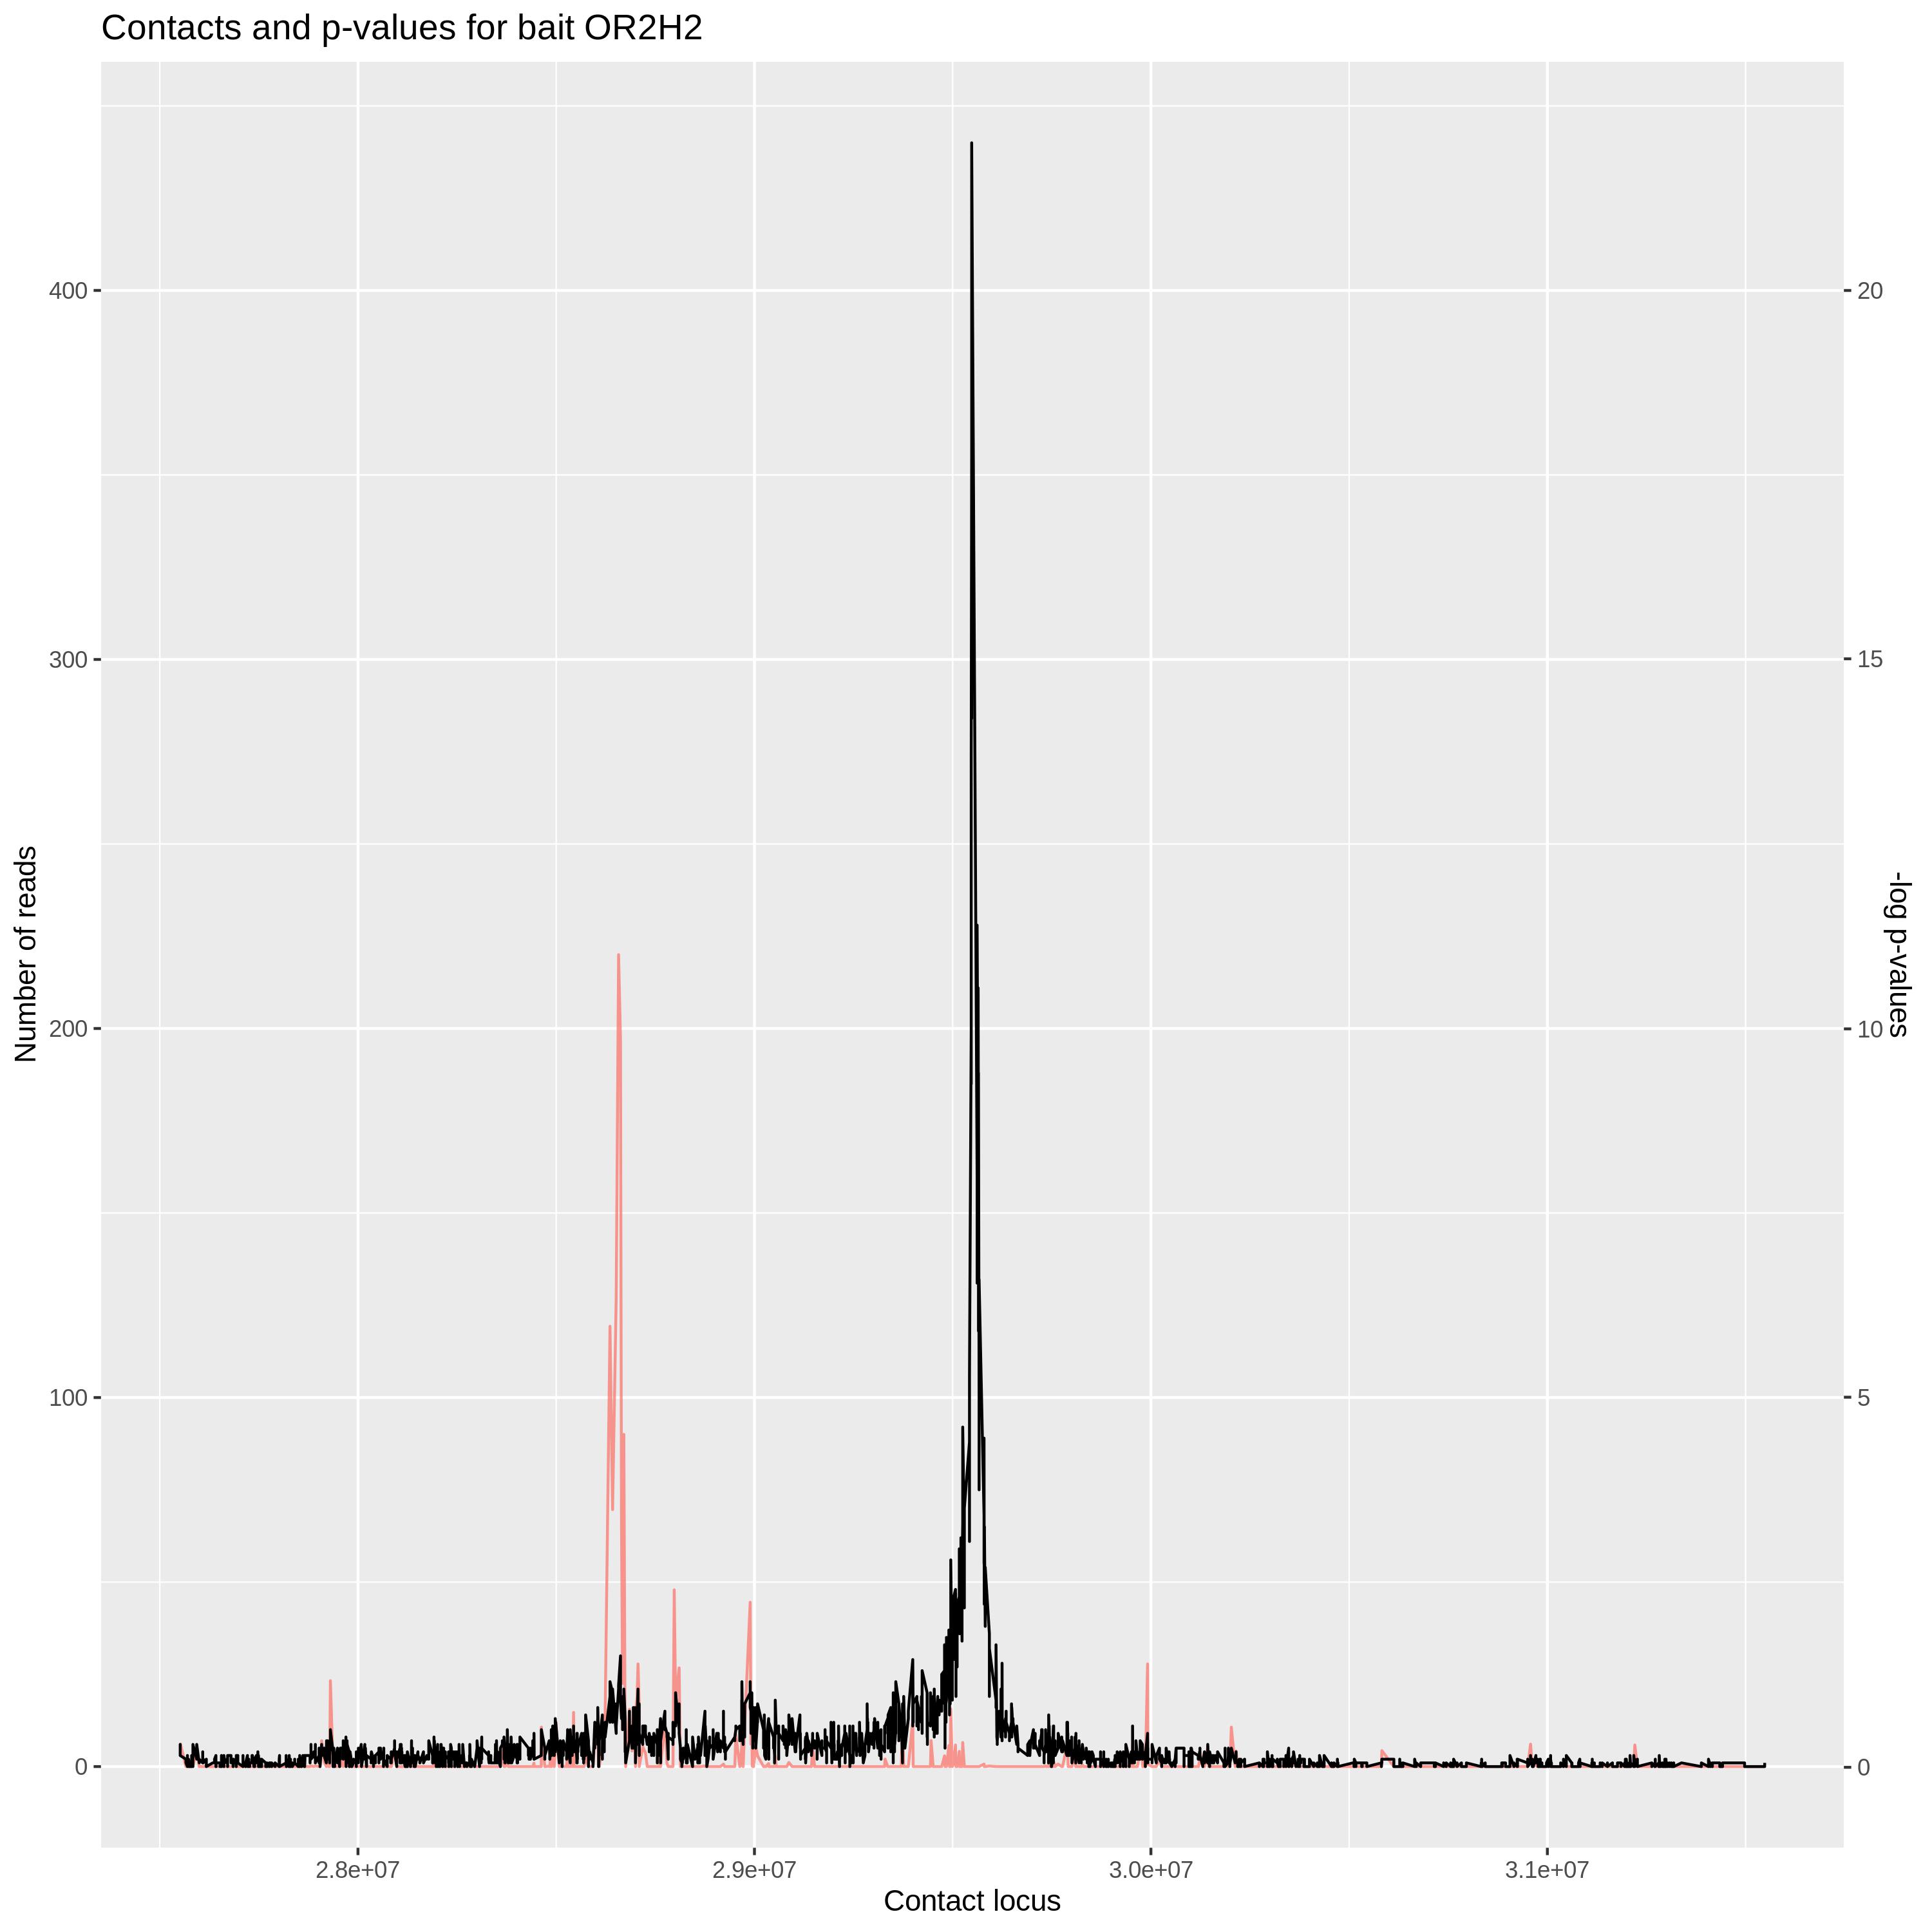 Contacts and p-values for bait OR2H2
400
300
200
100
0
Number of reads
20
15
10
5
0
-log p-values
2.8e+07
2.9e+07
3.0e+07
3.1e+07
Contact locus